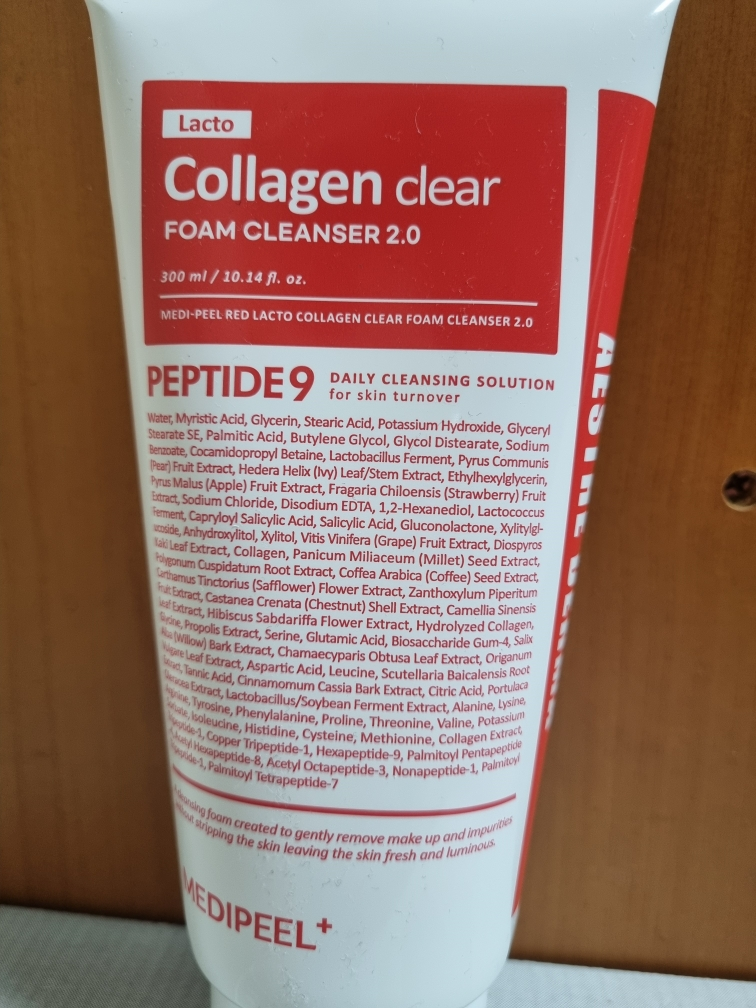 Lacto
Collagen clear
FOAM CLEANSER 2.0
300 ml / 10.14 fl. oz.
MEDI-PEEL RED LACTO COLLAGEN CLEAR FOAM CLEANSER 2.0
PEPTIDE 9
DAILY CLEANSING SOLUTION
for skin turnover
Water, Myristic Acid, Glycerin, Stearic Acid, Potassium Hydroxide, Glyceryl
Stearate SE, Palmitic Acid, Butylene Glycol, Glycol Distearate, Sodium
Benzoate, Cocamidopropyl Betaine, Lactobacillus Ferment, Pyrus Communis
(Pear) Fruit Extract, Hedera Helix (Ivy) Leaf/Stem Extract, Ethylhexylglycerin,
Pyrus Malus (Apple) Fruit Extract, Fragaria Chiloensis (Strawberry) Fruit
Extract, Sodium Chloride, Disodium EDTA, 1,2-Hexanediol, Lactococcus
Ferment, Capryloyl Salicylic Acid, Salicylic Acid, Gluconolactone, Xylitylgl-
ucoside, Anhydroxylitol, Xylitol, Vitis Vinifera (Grape) Fruit Extract, Diospyros
Kaki Leaf Extract, Collagen, Panicum Miliaceum (Millet) Seed Extract,
Polygonum Cuspidatum Root Extract, Coffea Arabica (Coffee) Seed Extract,
Carthamus Tinctorius (Safflower) Flower Extract, Zanthoxylum Piperitum
Fruit Extract, Castanea Crenata (Chestnut) Shell Extract, Camellia Sinensis
Leaf Extract, Hibiscus Sabdariffa Flower Extract, Hydrolyzed Collagen,
Glycine, Propolis Extract, Serine, Glutamic Acid, Biosaccharide Gum-4, Salix
Alba (Willow) Bark Extract, Chamaecyparis Obtusa Leaf Extract, Origanum
Vulgare Leaf Extract, Aspartic Acid, Leucine, Scutellaria Baicalensis Root
Extract, Tannic Acid, Cinnamomum Cassia Bark Extract, Citric Acid, Portulaca
Oleracea Extract, Lactobacillus/Soybean Ferment Extract, Alanine, Lysine,
Arginine, Tyrosine, Phenylalanine, Proline, Threonine, Valine, Potassium
Isoleucine, Histidine, Cysteine, Methionine, Collagen Extract,
Copper Tripeptide-1, Hexapeptide-9, Palmitoyl Pentapeptide
Acetyl Hexapeptide-8, Acetyl Octapeptide-3, Nonapeptide-1, Palmitoyl
Palmitoyl Tetrapeptide-7
cleansing foam created to gently remove make up and impurities
without stripping the skin leaving the skin fresh and luminous.
MEDIPEEL+
AESTHE